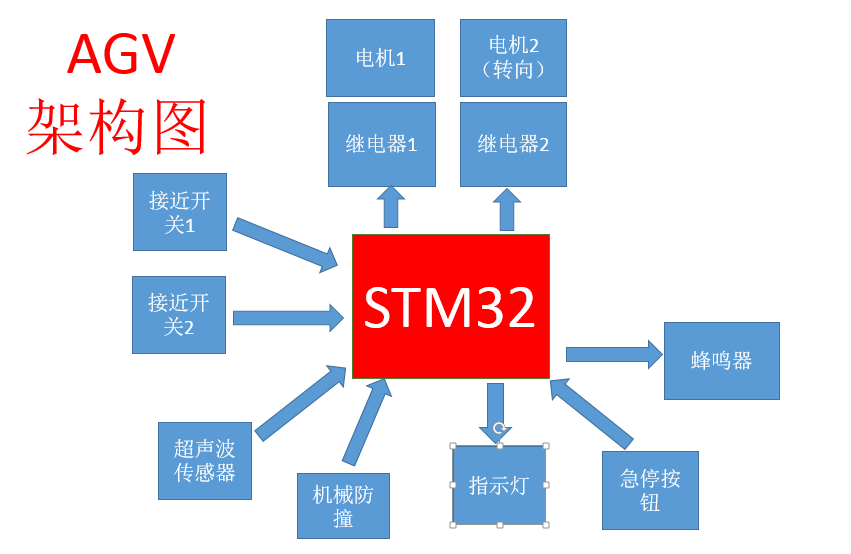 AGV
架构图
电机1
电机2
（转向）
继电器1
继电器2
接近开
关1
接近开
关2
STM32
蜂鸣器
超声波
传感器
机械防
撞
指示灯
急停按
钮